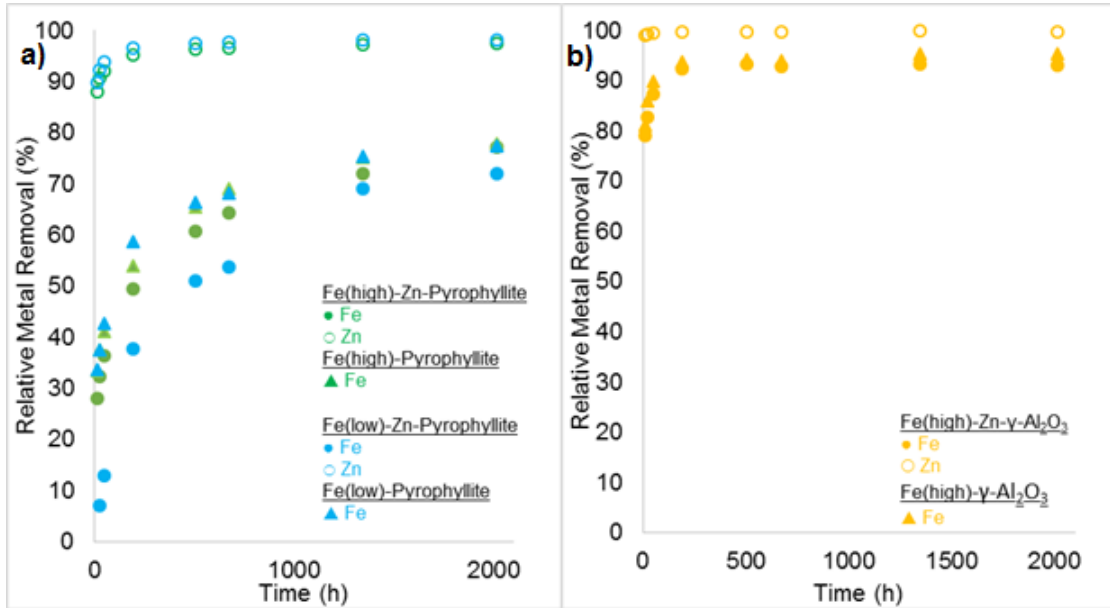 a)
Relative Metal Removal (%)
100
90
80
70
60
50
40
30
20
10
0
0 1000 2000
Time (h)
Fe(high)-Zn-Pyrophyllite
Fe
Zn
Fe(high)-Pyrophyllite
Fe
Fe(low)-Zn-Pyrophyllite
Fe
Zn
Fe(low)-Pyrophyllite
Fe
b)
Relative Metal Removal (%)
100
90
80
70
60
50
40
30
20
10
0
0 500 1000 1500 2000
Time (h)
Fe(high)-Zn-γ-Al₂O₃
Fe
Zn
Fe(high)-γ-Al₂O₃
Fe